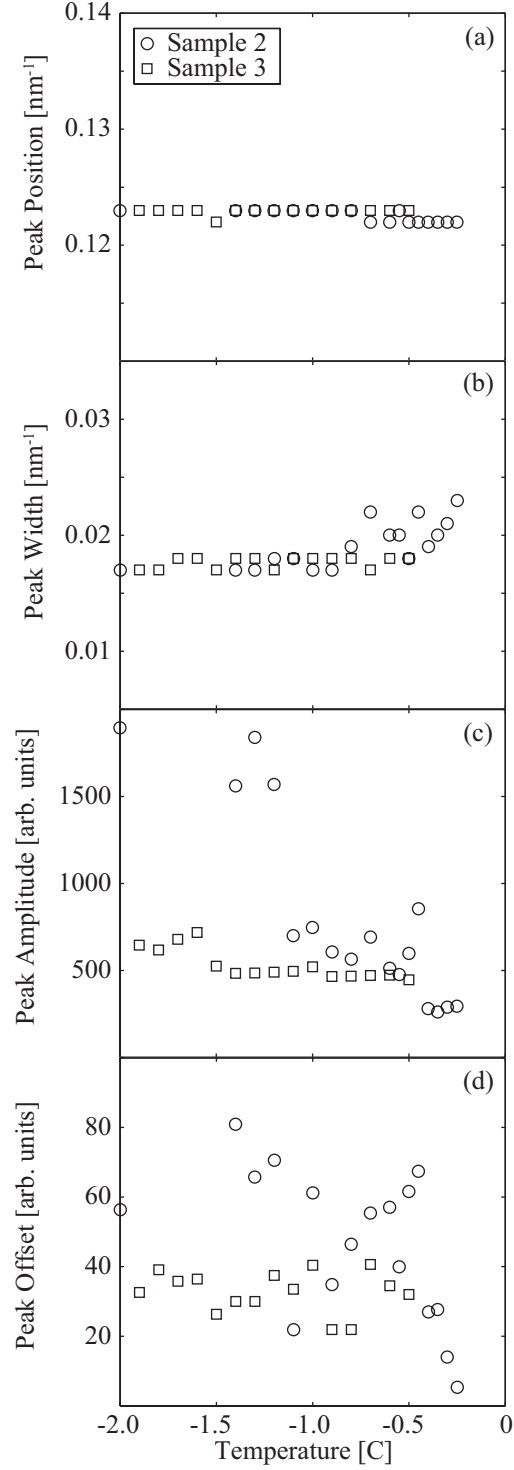 0.14
(a)
Sample 2
Sample 3
0.13
0.12
Peak Position [nm⁻¹]
(b)
0.03
0.02
0.01
Peak Width [nm⁻¹]
(c)
1500
1000
500
Peak Amplitude [arb. units]
(d)
80
60
40
20
Peak Offset [arb. units]
-2.0 -1.5 -1.0 -0.5 0
Temperature [C]